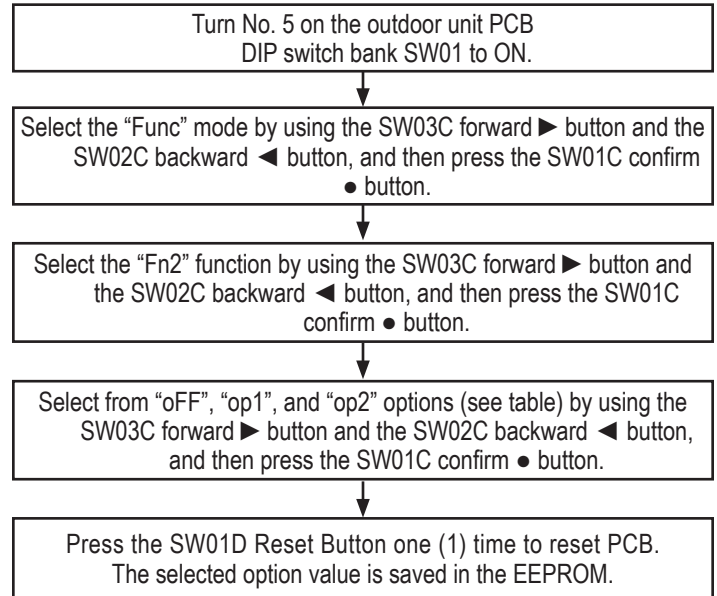 Turn No. 5 on the outdoor unit PCB
DIP switch bank SW01 to ON.
Select the “Func” mode by using the SW03C forward ► button and the
SW02C backward ◄ button, and then press the SW01C confirm
● button.
Select the “Fn2” function by using the SW03C forward ► button and
the SW02C backward ◄ button, and then press the SW01C
confirm ● button.
Select from “oFF”, “op1”, and “op2” options (see table) by using the
SW03C forward ► button and the SW02C backward ◄ button,
and then press the SW01C confirm ● button.
Press the SW01D Reset Button one (1) time to reset PCB.
The selected option value is saved in the EEPROM.